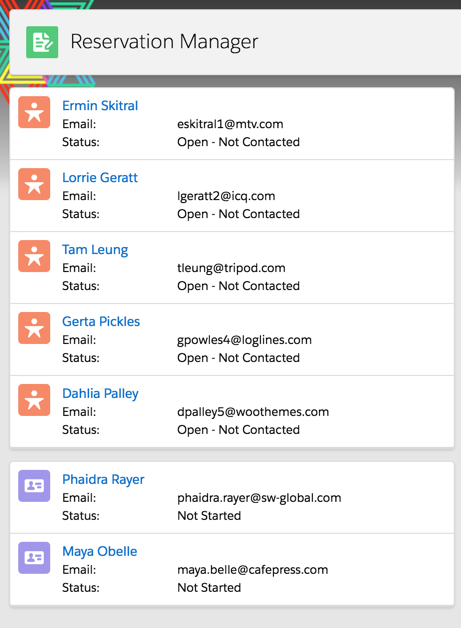 Reservation Manager
Ermin Skitral
Email: eskitral1@mtv.com
Status: Open - Not Contacted
Lorrie Geratt
Email: lgeratt2@icq.com
Status: Open - Not Contacted
Tam Leung
Email: tleung@tripod.com
Status: Open - Not Contacted
Gerta Pickles
Email: gpowles4@loglines.com
Status: Open - Not Contacted
Dahlia Palley
Email: dpalley5@woothemes.com
Status: Open - Not Contacted
Phaidra Rayer
Email: phaidra.rayer@sw-global.com
Status: Not Started
Maya Obelle
Email: maya.belle@cafepress.com
Status: Not Started